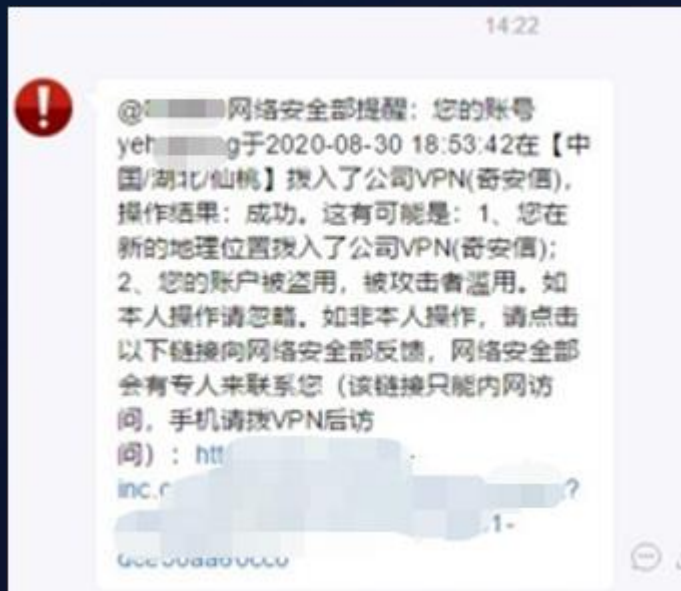 14:22
@ 网络安全部提醒：您的账号
yeh g于2020-08-30 18:53:42在【中
国/湖北/仙桃】拨入了公司VPN(奇安信),
操作结果：成功。这有可能是：1、您在
新的地理位置拨入了公司VPN(奇安信);
2、您的账户被盗用，被攻击者滥用。如
本人操作请忽略。如非本人操作，请点击
以下链接向网络安全部反馈，网络安全部
会有专人来联系您（该链接只能内网访
问，手机请拨VPN后访
问）：htt
inc.c ?
.1-